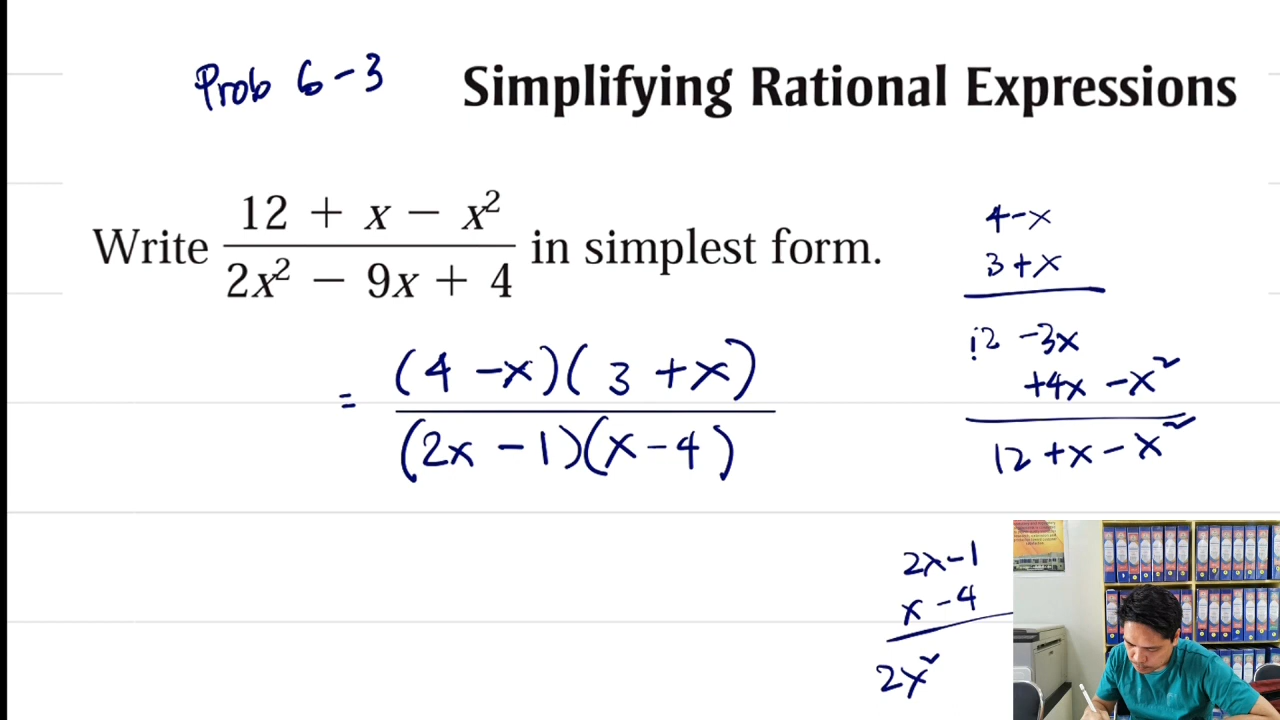 Prob 6-3
Simplifying Rational Expressions
Write (12 + x − x²)/(2x² − 9x + 4) in simplest form.
= ((4 - x)(3 + x))/((2x - 1)(x - 4))
4-x
3+x
12 -3x
+4x -x²
12 +x - x²
2x-1
x-4
2x²